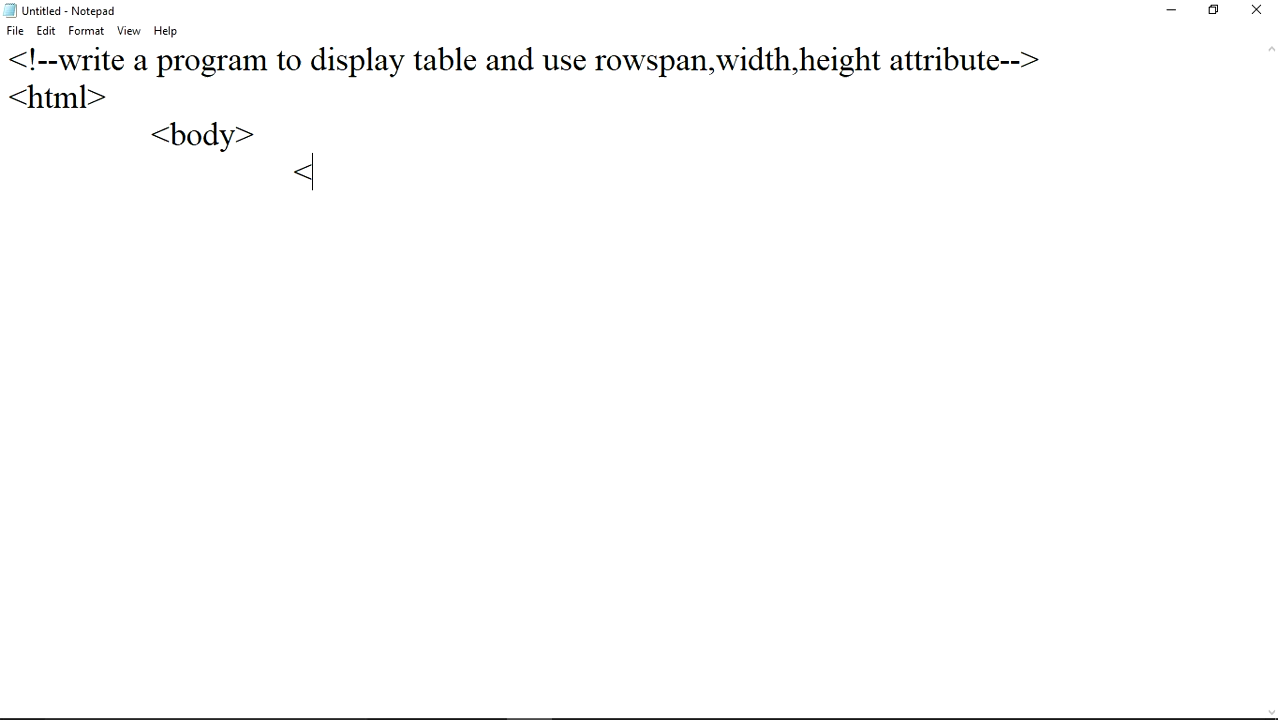 Untitled - Notepad
File Edit Format View Help
<!--write a program to display table and use rowspan,width,height attribute-->
<html>
<body>
<